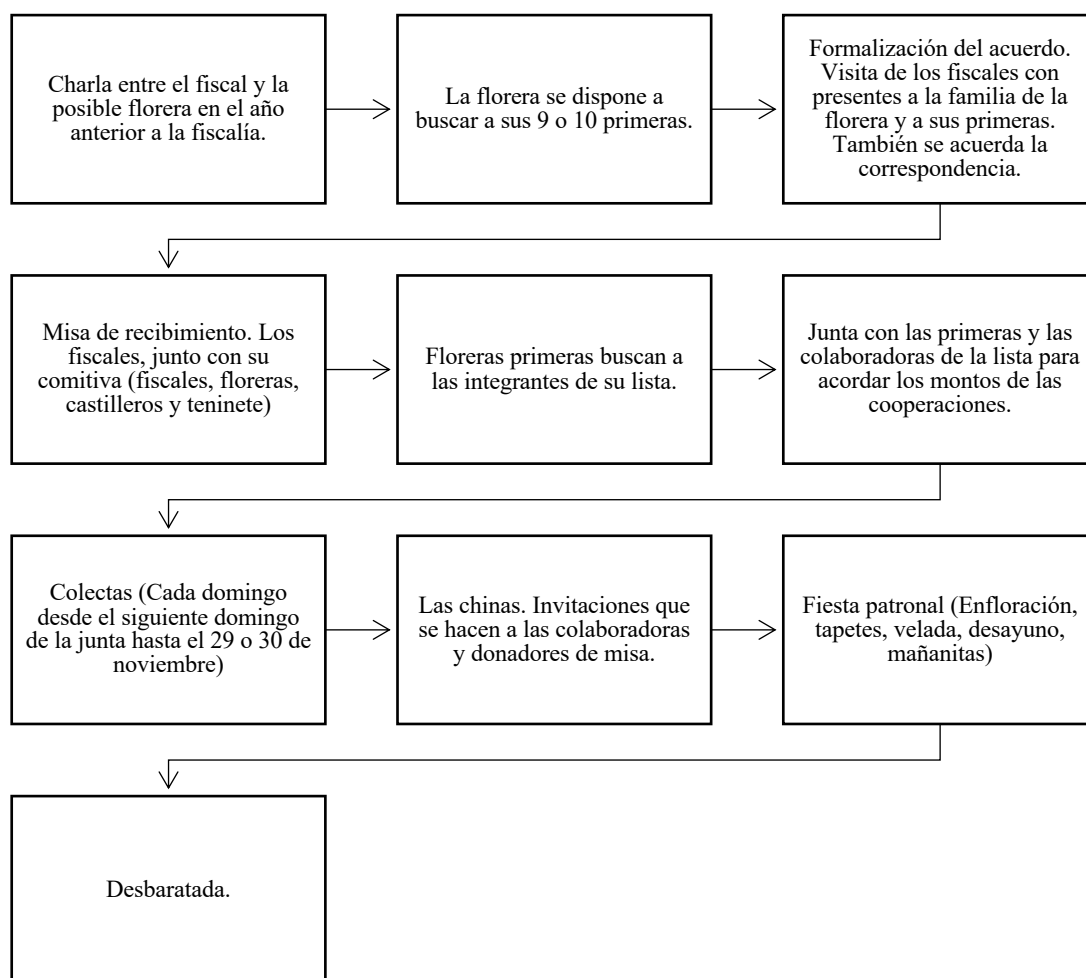 Charla entre el fiscal y la
posible florera en el año
anterior a la fiscalía.
La florera se dispone a
buscar a sus 9 o 10 primeras.
Formalización del acuerdo.
Visita de los fiscales con
presentes a la familia de la
florera y a sus primeras.
También se acuerda la
correspondencia.
Misa de recibimiento. Los
fiscales, junto con su
comitiva (fiscales, floreras,
castilleros y teninete)
Floreras primeras buscan a
las integrantes de su lista.
Junta con las primeras y las
colaboradoras de la lista para
acordar los montos de las
cooperaciones.
Colectas (Cada domingo
desde el siguiente domingo
de la junta hasta el 29 o 30 de
noviembre)
Las chinas. Invitaciones que
se hacen a las colaboradoras
y donadores de misa.
Fiesta patronal (Enfloración,
tapetes, velada, desayuno,
mañanitas)
Desbaratada.